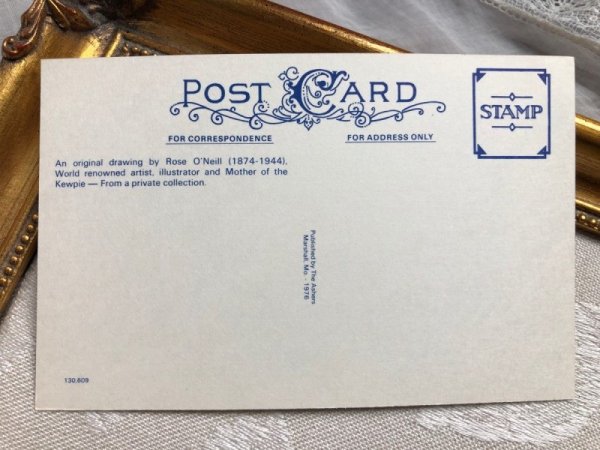 POST CARD
FOR CORRESPONDENCE
FOR ADDRESS ONLY
STAMP
An original drawing by Rose O'Neill (1874-1944).
World renowned artist, illustrator and Mother of the
Kewpie — From a private collection.
Published by The Ashers
Marshall, Mo. - 1976
130,609